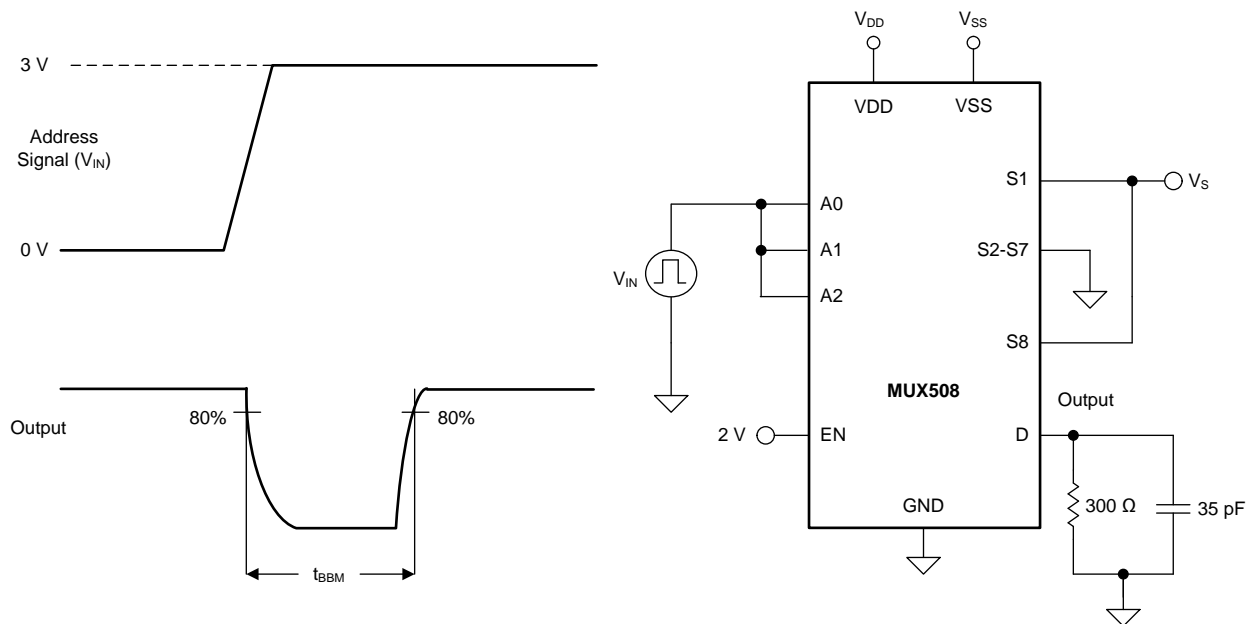 3 V
Address
Signal (VIN)
0 V
Output
80%
80%
tBBM
VDD
VSS
VDD
VSS
S1
VS
A0
A1
S2-S7
VIN
A2
S8
MUX508
Output
2 V
EN
D
300 Ω
35 pF
GND